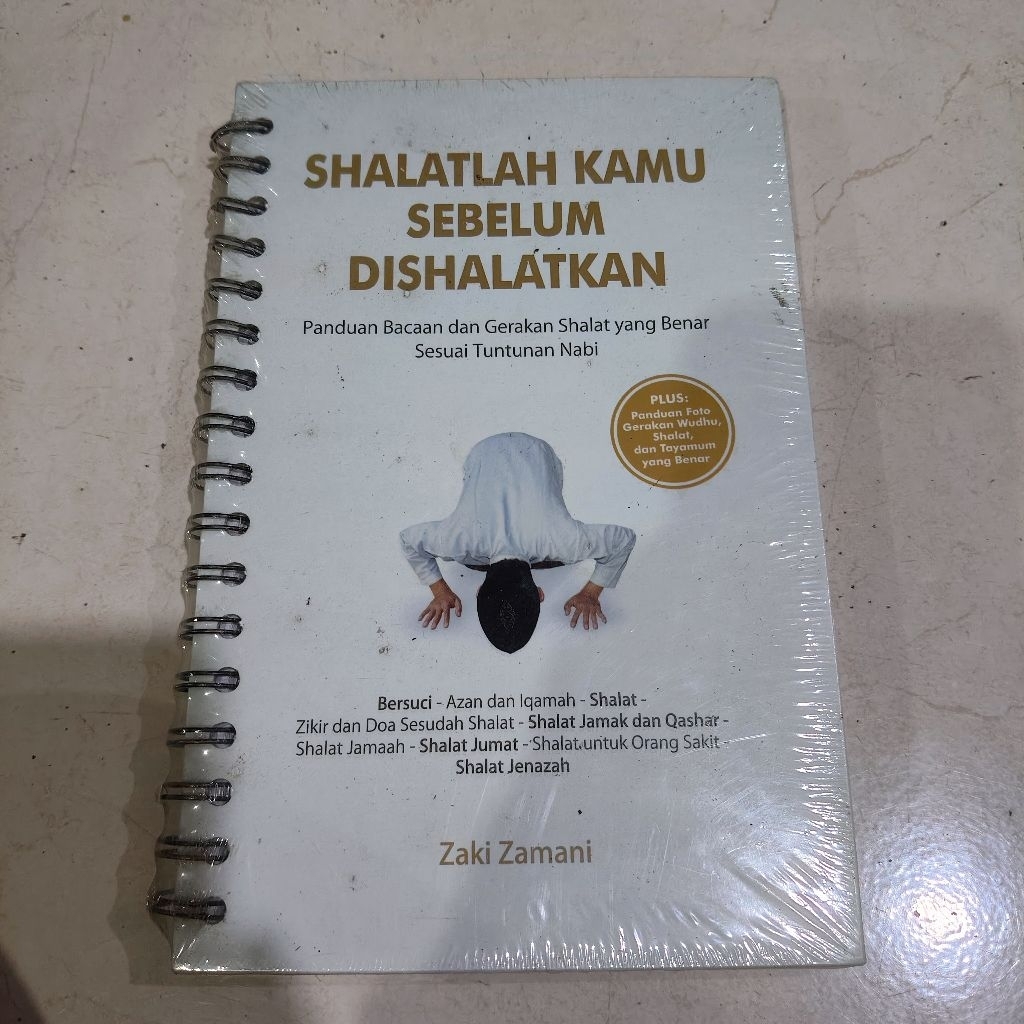 SHALATLAH KAMU
SEBELUM
DISHALATKAN
Panduan Bacaan dan Gerakan Shalat yang Benar
Sesuai Tuntunan Nabi
PLUS:
Panduan Foto
Gerakan Wudhu,
Shalat,
dan Tayamum
yang Benar
Bersuci - Azan dan Iqamah - Shalat -
Zikir dan Doa Sesudah Shalat - Shalat Jamak dan Qashar -
Shalat Jamaah - Shalat Jumat - Shalat untuk Orang Sakit -
Shalat Jenazah
Zaki Zamani